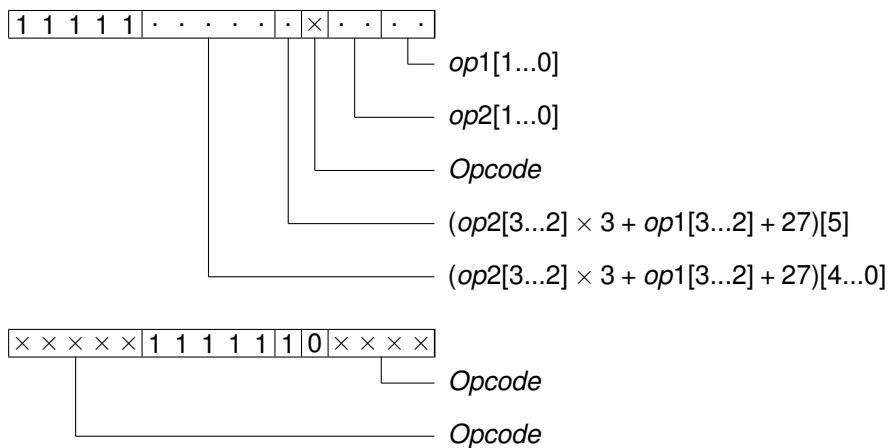 1 1 1 1 1 · · · · · · × · · · ·
op1[1...0]
op2[1...0]
Opcode
(op2[3...2] × 3 + op1[3...2] + 27)[5]
(op2[3...2] × 3 + op1[3...2] + 27)[4...0]
× × × × × 1 1 1 1 1 1 0 × × × ×
Opcode
Opcode